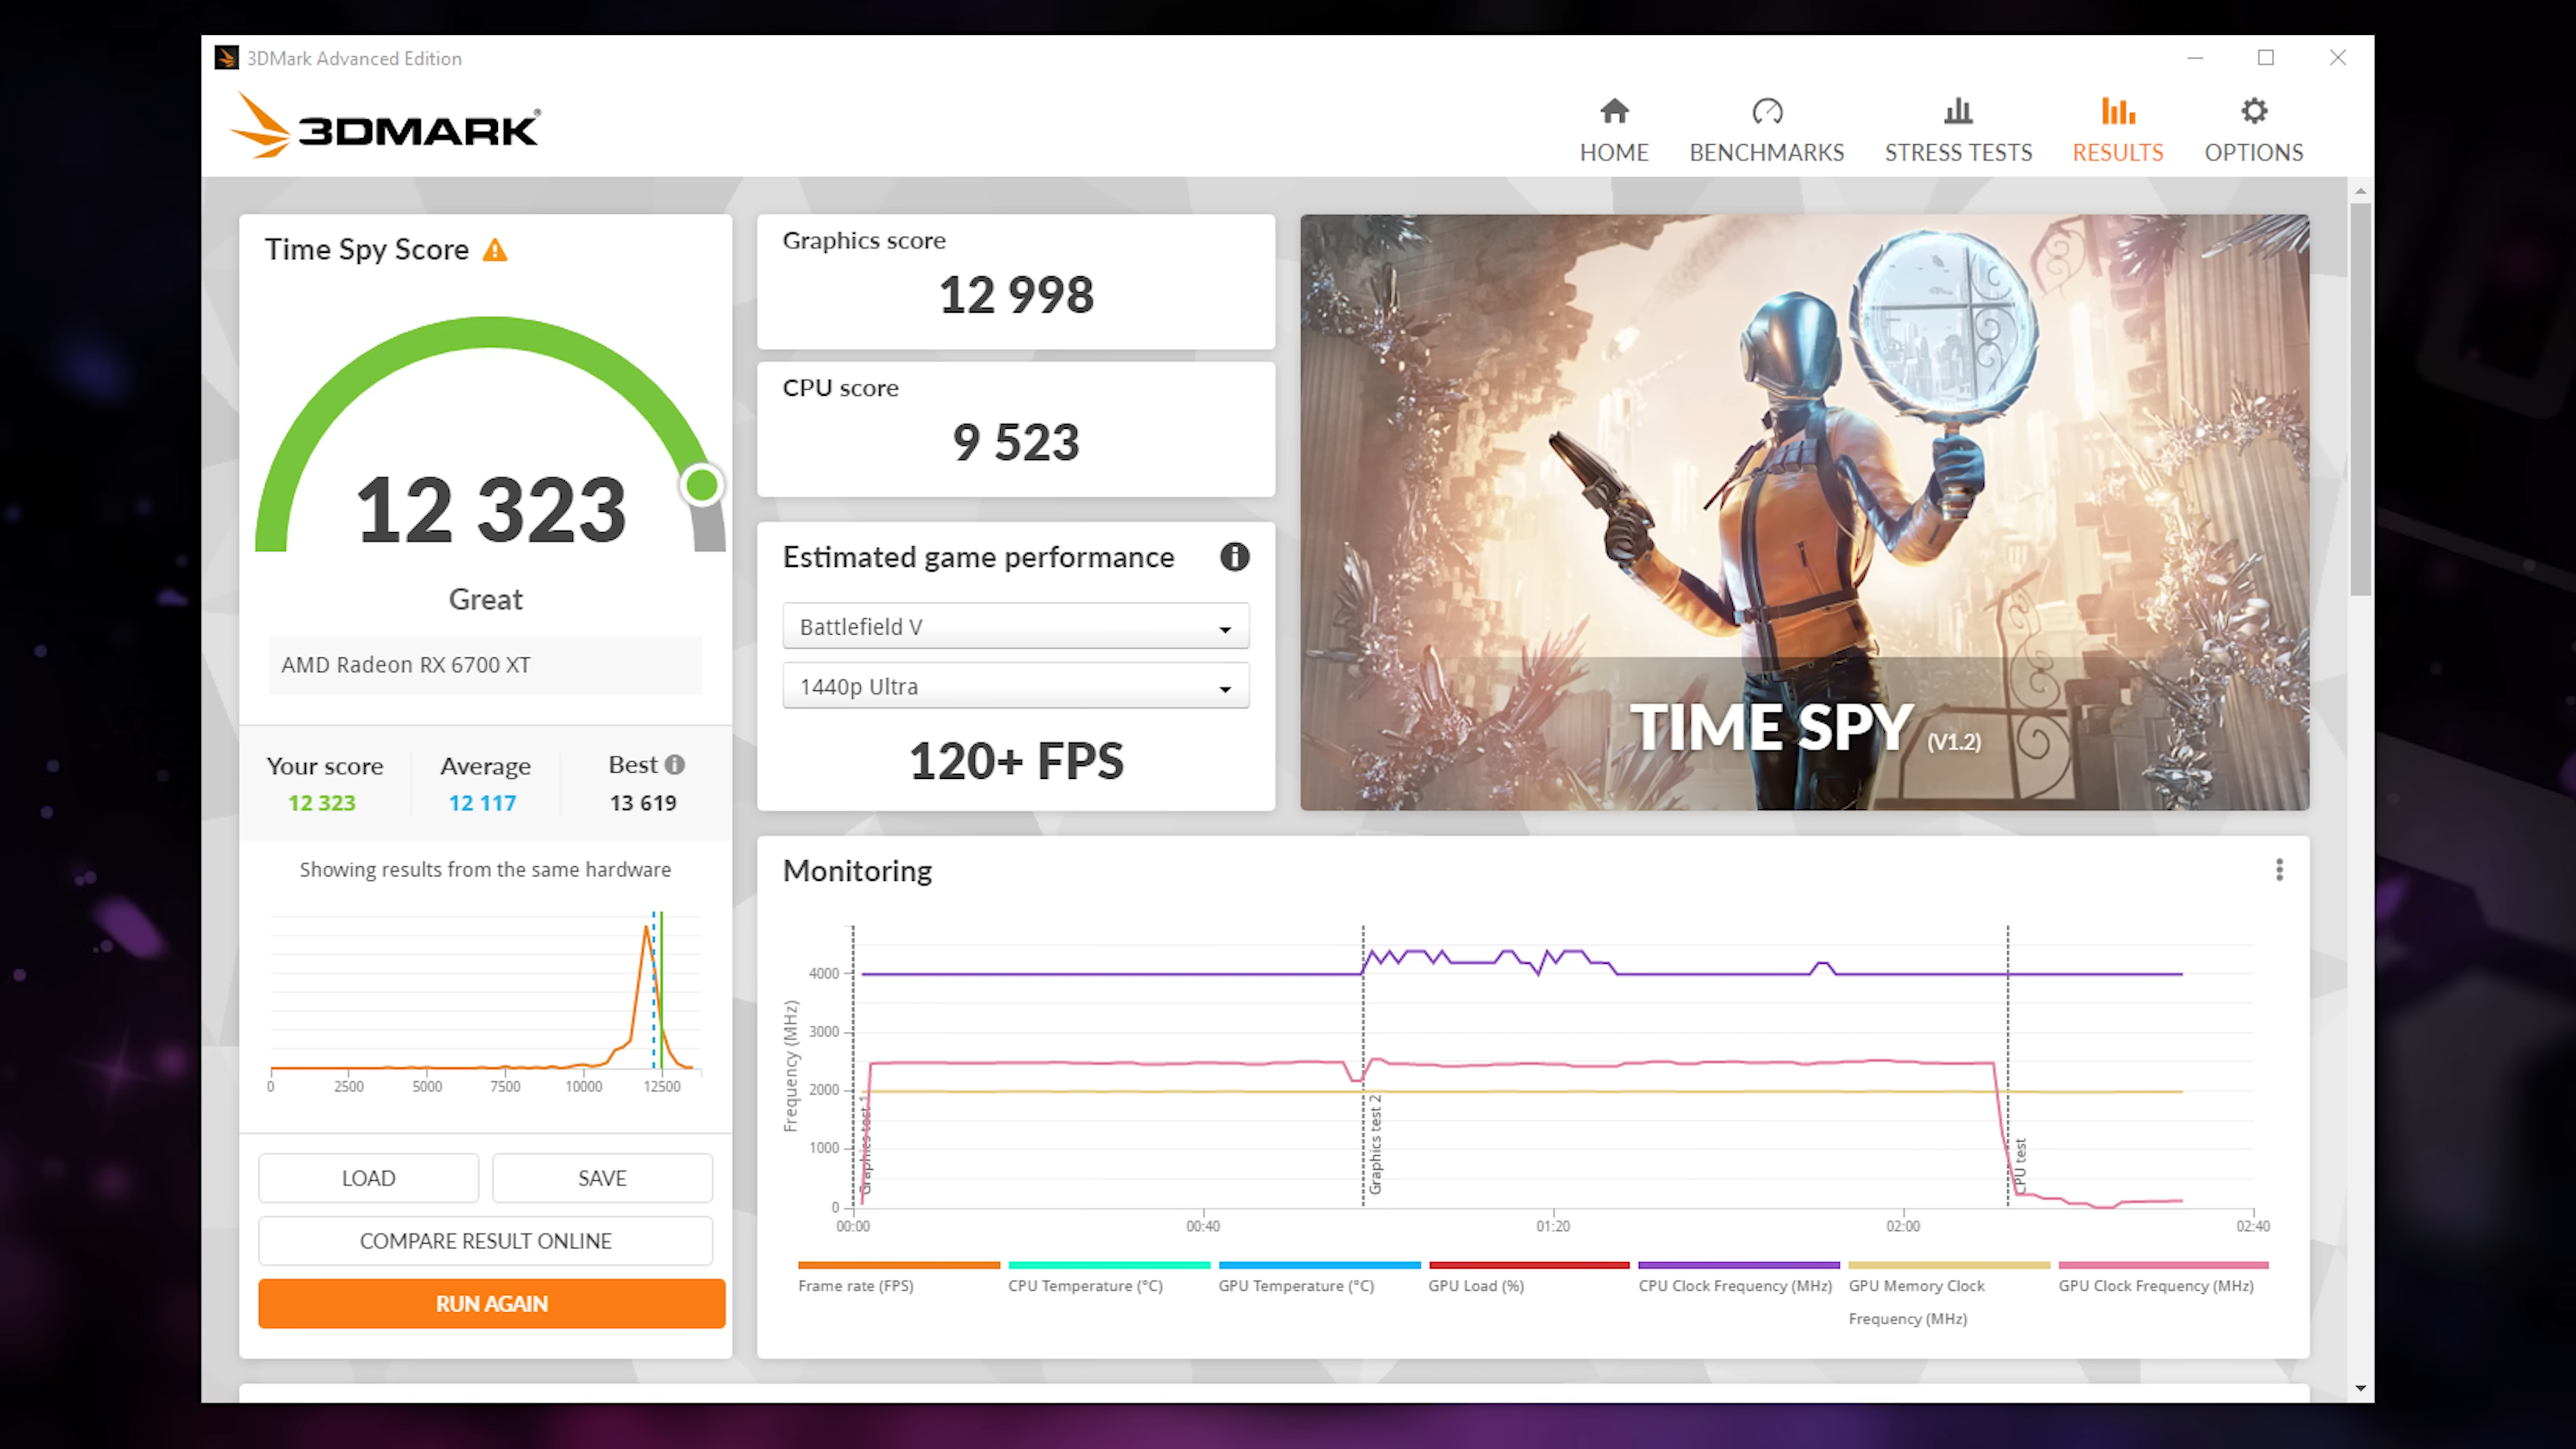 3DMark Advanced Edition
3DMARK®
HOME
BENCHMARKS
STRESS TESTS
RESULTS
OPTIONS
Time Spy Score
12 323
Great
AMD Radeon RX 6700 XT
Your score
12 323
Average
12 117
Best
13 619
Showing results from the same hardware
0 2500 5000 7500 10000 12500
LOAD
SAVE
COMPARE RESULT ONLINE
RUN AGAIN
Graphics score
12 998
CPU score
9 523
Estimated game performance
Battlefield V
1440p Ultra
120+ FPS
TIME SPY (V1.2)
Monitoring
Frequency (MHz)
4000
3000
2000
1000
0
Graphics test 1
Graphics test 2
CPU test
00:00 00:40 01:20 02:00 02:40
Frame rate (FPS)
CPU Temperature (°C)
GPU Temperature (°C)
GPU Load (%)
CPU Clock Frequency (MHz)
GPU Memory Clock
Frequency (MHz)
GPU Clock Frequency (MHz)